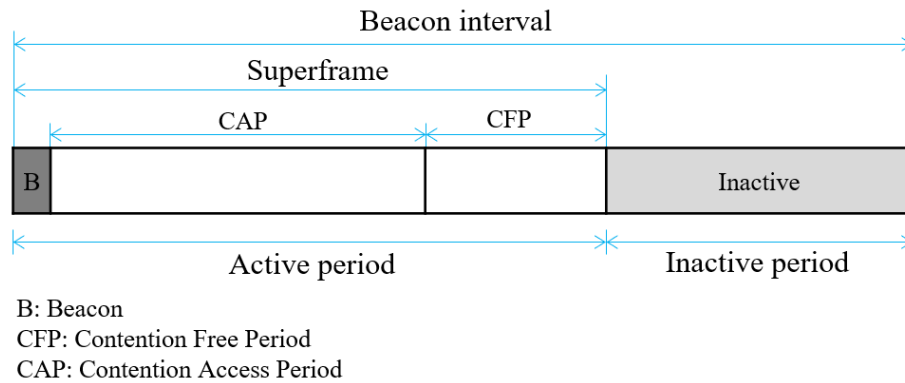 Beacon interval
Superframe
CAP CFP
B Inactive
Active period Inactive period
B: Beacon
CFP: Contention Free Period
CAP: Contention Access Period